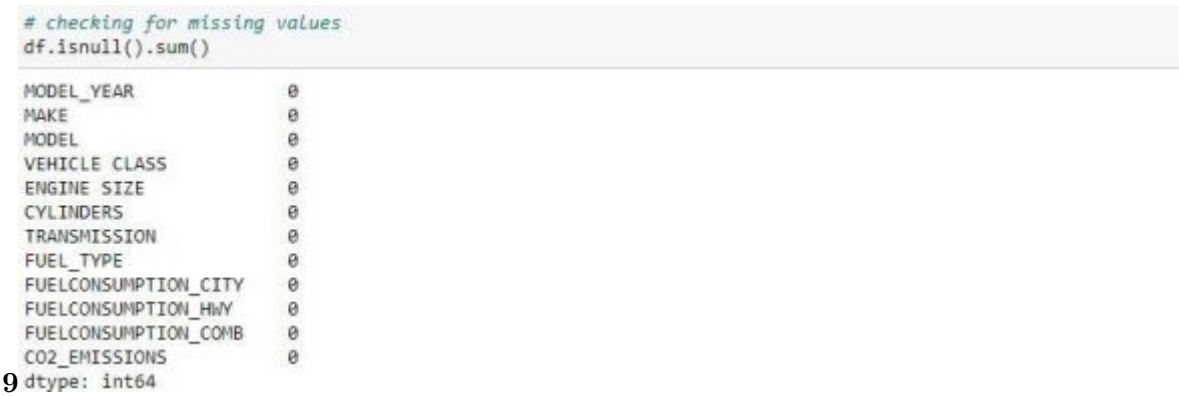 # checking for missing values
df.isnull().sum()
MODEL_YEAR 0
MAKE 0
MODEL 0
VEHICLE CLASS 0
ENGINE SIZE 0
CYLINDERS 0
TRANSMISSION 0
FUEL_TYPE 0
FUELCONSUMPTION_CITY 0
FUELCONSUMPTION_HWY 0
FUELCONSUMPTION_COMB 0
CO2_EMISSIONS 0
9 dtype: int64